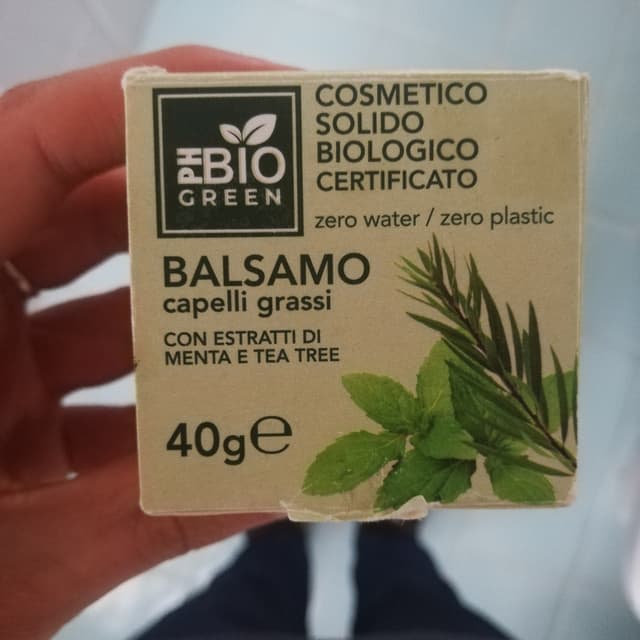 PH BIO
GREEN
COSMETICO
SOLIDO
BIOLOGICO
CERTIFICATO
zero water / zero plastic
BALSAMO
capelli grassi
CON ESTRATTI DI
MENTA E TEA TREE
40g ℮